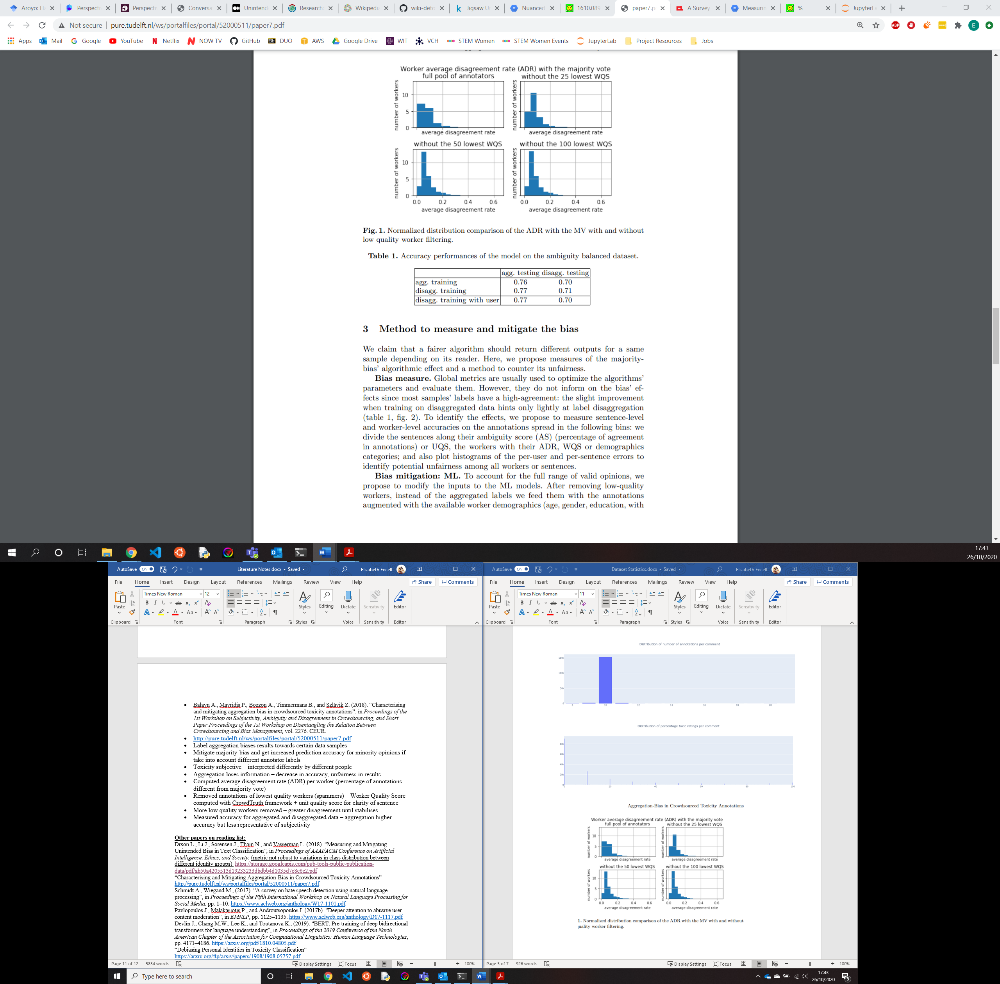 Aroyo: Ha
Perspecti
Perspecti
Conversa
Unintend
Research
Wikipedia
wiki-deto
Jigsaw U
Nuanced
1610.089
paper7.p
A Survey
Measurin
%
JupyterLa
Not secure | pure.tudelft.nl/ws/portalfiles/portal/52000511/paper7.pdf
ABP
E
Apps Mail Google YouTube Netflix NOW TV GitHub DUO AWS Google Drive WIT VCH STEM Women STEM Women Events JupyterLab Project Resources Jobs
Worker average disagreement rate (ADR) with the majority vote
full pool of annotators
without the 25 lowest WQS
number of workers
10
5
0
average disagreement rate
number of workers
average disagreement rate
without the 50 lowest WQS
without the 100 lowest WQS
number of workers
10
5
0
0.0 0.2 0.4 0.6
average disagreement rate
number of workers
0.0 0.2 0.4 0.6
average disagreement rate
Fig. 1. Normalized distribution comparison of the ADR with the MV with and without
low quality worker filtering.
Table 1. Accuracy performances of the model on the ambiguity balanced dataset.
agg. testing disagg. testing
agg. training 0.76 0.70
disagg. training 0.77 0.71
disagg. training with user 0.77 0.70
3 Method to measure and mitigate the bias
We claim that a fairer algorithm should return different outputs for a same
sample depending on its reader. Here, we propose measures of the majority-
bias' algorithmic effect and a method to counter its unfairness.
Bias measure. Global metrics are usually used to optimize the algorithms'
parameters and evaluate them. However, they do not inform on the bias' ef-
fects since most samples' labels have a high-agreement: the slight improvement
when training on disaggregated data hints only lightly at label disaggregation
(table 1, fig. 2). To identify the effects, we propose to measure sentence-level
and worker-level accuracies on the annotations spread in the following bins: we
divide the sentences along their ambiguity score (AS) (percentage of agreement
in annotations) or UQS, the workers with their ADR, WQS or demographics
categories; and also plot histograms of the per-user and per-sentence errors to
identify potential unfairness among all workers or sentences.
Bias mitigation: ML. To account for the full range of valid opinions, we
propose to modify the inputs to the ML models. After removing low-quality
workers, instead of the aggregated labels we feed them with the annotations
augmented with the available worker demographics (age, gender, education, with
17:43
26/10/2020
AutoSave On Literature Notes.docx - Saved Elizabeth Excell
File Home Insert Design Layout References Mailings Review View Help Share Comments
Times New Roman 12
Paste Styles Editing Dictate Sensitivity Editor
Clipboard Font Paragraph Styles Voice Sensitivity Editor
• Balayn A., Mavridis P., Bozzon A., Timmermans B., and Szlávik Z. (2018). "Characterising
and mitigating aggregation-bias in crowdsourced toxicity annotations", in Proceedings of the
1st Workshop on Subjectivity, Ambiguity and Disagreement in Crowdsourcing, and Short
Paper Proceedings of the 1st Workshop on Disentangling the Relation Between
Crowdsourcing and Bias Management, vol. 2276. CEUR.
• http://pure.tudelft.nl/ws/portalfiles/portal/52000511/paper7.pdf
• Label aggregation biases results towards certain data samples
• Mitigate majority-bias and get increased prediction accuracy for minority opinions if
take into account different annotator labels
• Toxicity subjective – interpreted differently by different people
• Aggregation loses information – decrease in accuracy, unfairness in results
• Computed average disagreement rate (ADR) per worker (percentage of annotations
different from majority vote)
• Removed annotations of lowest quality workers (spammers) – Worker Quality Score
computed with CrowdTruth framework + unit quality score for clarity of sentence
• More low quality workers removed – greater disagreement until stabilises
• Measured accuracy for aggregated and disaggregated data – aggregation higher
accuracy but less representative of subjectivity
Other papers on reading list:
Dixon L., Li J., Sorensen J., Thain N., and Vasserman L. (2018). "Measuring and Mitigating
Unintended Bias in Text Classification", in Proceedings of AAAI/ACM Conference on Artificial
Intelligence, Ethics, and Society. (metric not robust to variations in class distribution between
different identity groups) https://storage.googleapis.com/pub-tools-public-publication-
data/pdf/ab50a4205513d19233233dbdbb4d1035d7c8c6c2.pdf
"Characterising and Mitigating Aggregation-Bias in Crowdsourced Toxicity Annotations"
http://pure.tudelft.nl/ws/portalfiles/portal/52000511/paper7.pdf
Schmidt A., Wiegand M., (2017). "A survey on hate speech detection using natural language
processing", in Proceedings of the Fifth International Workshop on Natural Language Processing for
Social Media, pp. 1–10. https://www.aclweb.org/anthology/W17-1101.pdf
Pavlopoulos J., Malakasiotis P., and Androutsopoulos I. (2017b). "Deeper attention to abusive user
content moderation", in EMNLP, pp. 1125–1135. https://www.aclweb.org/anthology/D17-1117.pdf
Devlin J., Chang M.W., Lee K., and Toutanova K., (2019). "BERT: Pre-training of deep bidirectional
transformers for language understanding", in Proceedings of the 2019 Conference of the North
American Chapter of the Association for Computational Linguistics: Human Language Technologies,
pp. 4171–4186. https://arxiv.org/pdf/1810.04805.pdf
"Debiasing Personal Identities in Toxicity Classification"
https://arxiv.org/ftp/arxiv/papers/1908/1908.05757.pdf
Page 11 of 12 5834 words Display Settings Focus 100%
AutoSave On Dataset Statistics.docx - Saved Elizabeth Excell
File Home Insert Design Layout References Mailings Review View Help Share Comments
Times New Roman 11
Paste Styles Editing Dictate Sensitivity Editor
Clipboard Font Paragraph Styles Voice Sensitivity Editor
Distribution of number of annotations per comment
150k
100k
50k
0
8 10 12 14 16 18 20
Distribution of percentage toxic ratings per comment
80k
60k
40k
20k
0
0 20 40 60 80 100
Aggregation-Bias in Crowdsourced Toxicity Annotations
Worker average disagreement rate (ADR) with the majority vote
full pool of annotators
without the 25 lowest WQS
number of workers
10
5
0
average disagreement rate
number of workers
average disagreement rate
without the 50 lowest WQS
without the 100 lowest WQS
number of workers
10
5
0
0.0 0.2 0.4 0.6
average disagreement rate
number of workers
0.0 0.2 0.4 0.6
average disagreement rate
1. Normalized distribution comparison of the ADR with the MV with and without
quality worker filtering.
Page 3 of 7 926 words Display Settings Focus 100%
Type here to search
17:43
26/10/2020
5